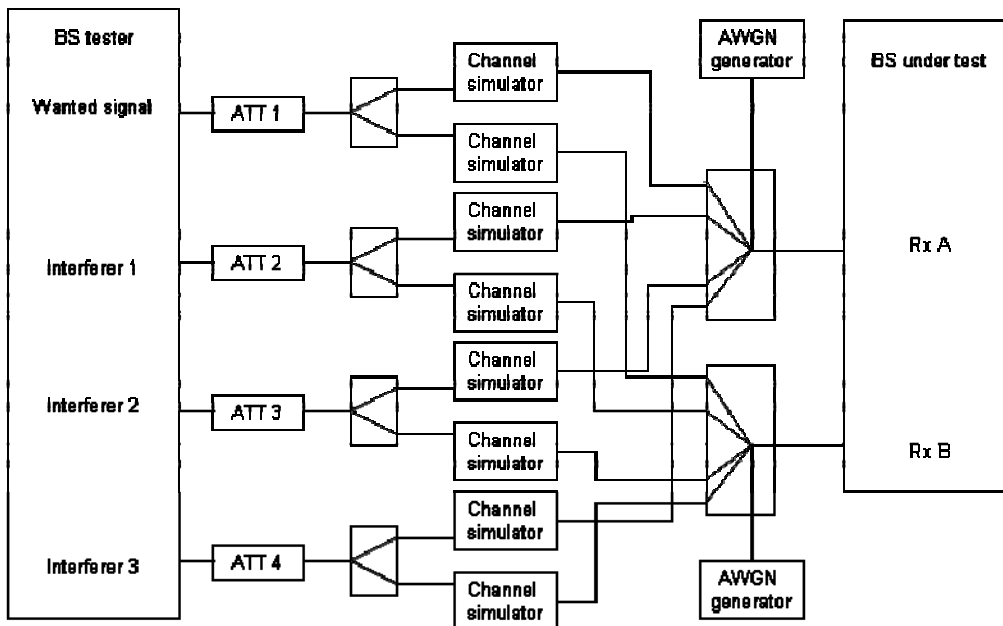 BS tester
Wanted signal
Interferer 1
Interferer 2
Interferer 3
ATT 1
ATT 2
ATT 3
ATT 4
Channel
simulator
Channel
simulator
Channel
simulator
Channel
simulator
Channel
simulator
Channel
simulator
Channel
simulator
Channel
simulator
AWGN
generator
AWGN
generator
BS under test
Rx A
Rx B